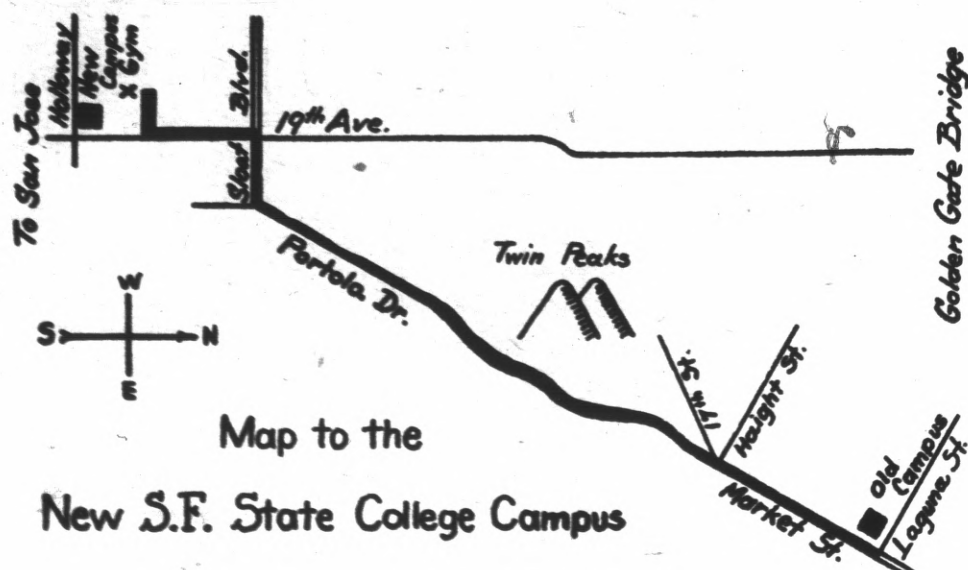 To San Jose
Holloway
New
Campus
X Gym
Sloat Blvd.
19th Ave.
Golden Gate Bridge
Portola Dr.
Twin Peaks
W
S
N
E
17th St.
Haight St.
Market St.
Old
Campus
Laguna St.
Map to the
New S.F. State College Campus